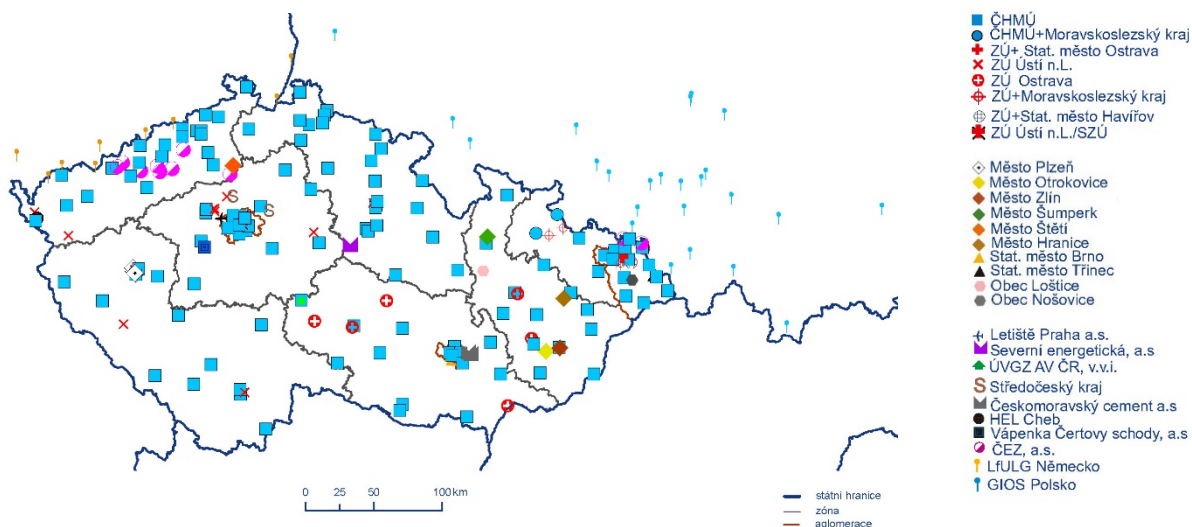 ČHMÚ
ČHMÚ+Moravskoslezský kraj
ZÚ+ Stat. město Ostrava
ZÚ Ústí n.L.
ZÚ Ostrava
ZÚ+Moravskoslezský kraj
ZÚ+Stat. město Havířov
ZÚ Ústí n.L./SZÚ
Město Plzeň
Město Otrokovice
Město Zlín
Město Šumperk
Město Štětí
Město Hranice
Stat. město Brno
Stat. město Třinec
Obec Loštice
Obec Nošovice
Letiště Praha a.s.
Severní energetická, a.s
ÚVGZ AV ČR, v.v.i.
S Středočeský kraj
Českomoravský cement a.s
HEL Cheb
Vápenka Čertovy schody, a.s
ČEZ, a.s.
LfULG Německo
GIOS Polsko
S
S
0 25 50 100 km
státní hranice
zóna
aglomerace